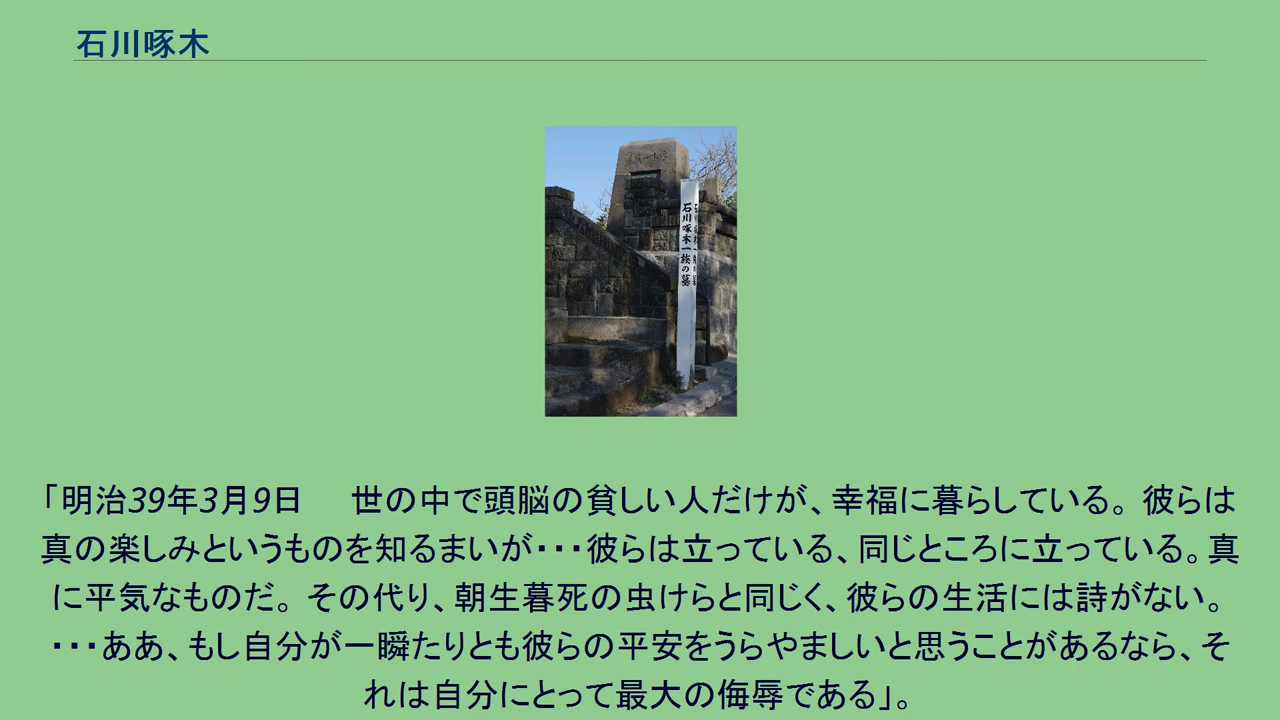 石川啄木
石川啄木一族の墓
「明治39年3月9日　世の中で頭脳の貧しい人だけが、幸福に暮らしている。彼らは
真の楽しみというものを知るまいが・・・彼らは立っている、同じところに立っている。真
に平気なものだ。その代り、朝生暮死の虫けらと同じく、彼らの生活には詩がない。
・・・ああ、もし自分が一瞬たりとも彼らの平安をうらやましいと思うことがあるなら、そ
れは自分にとって最大の侮辱である」。